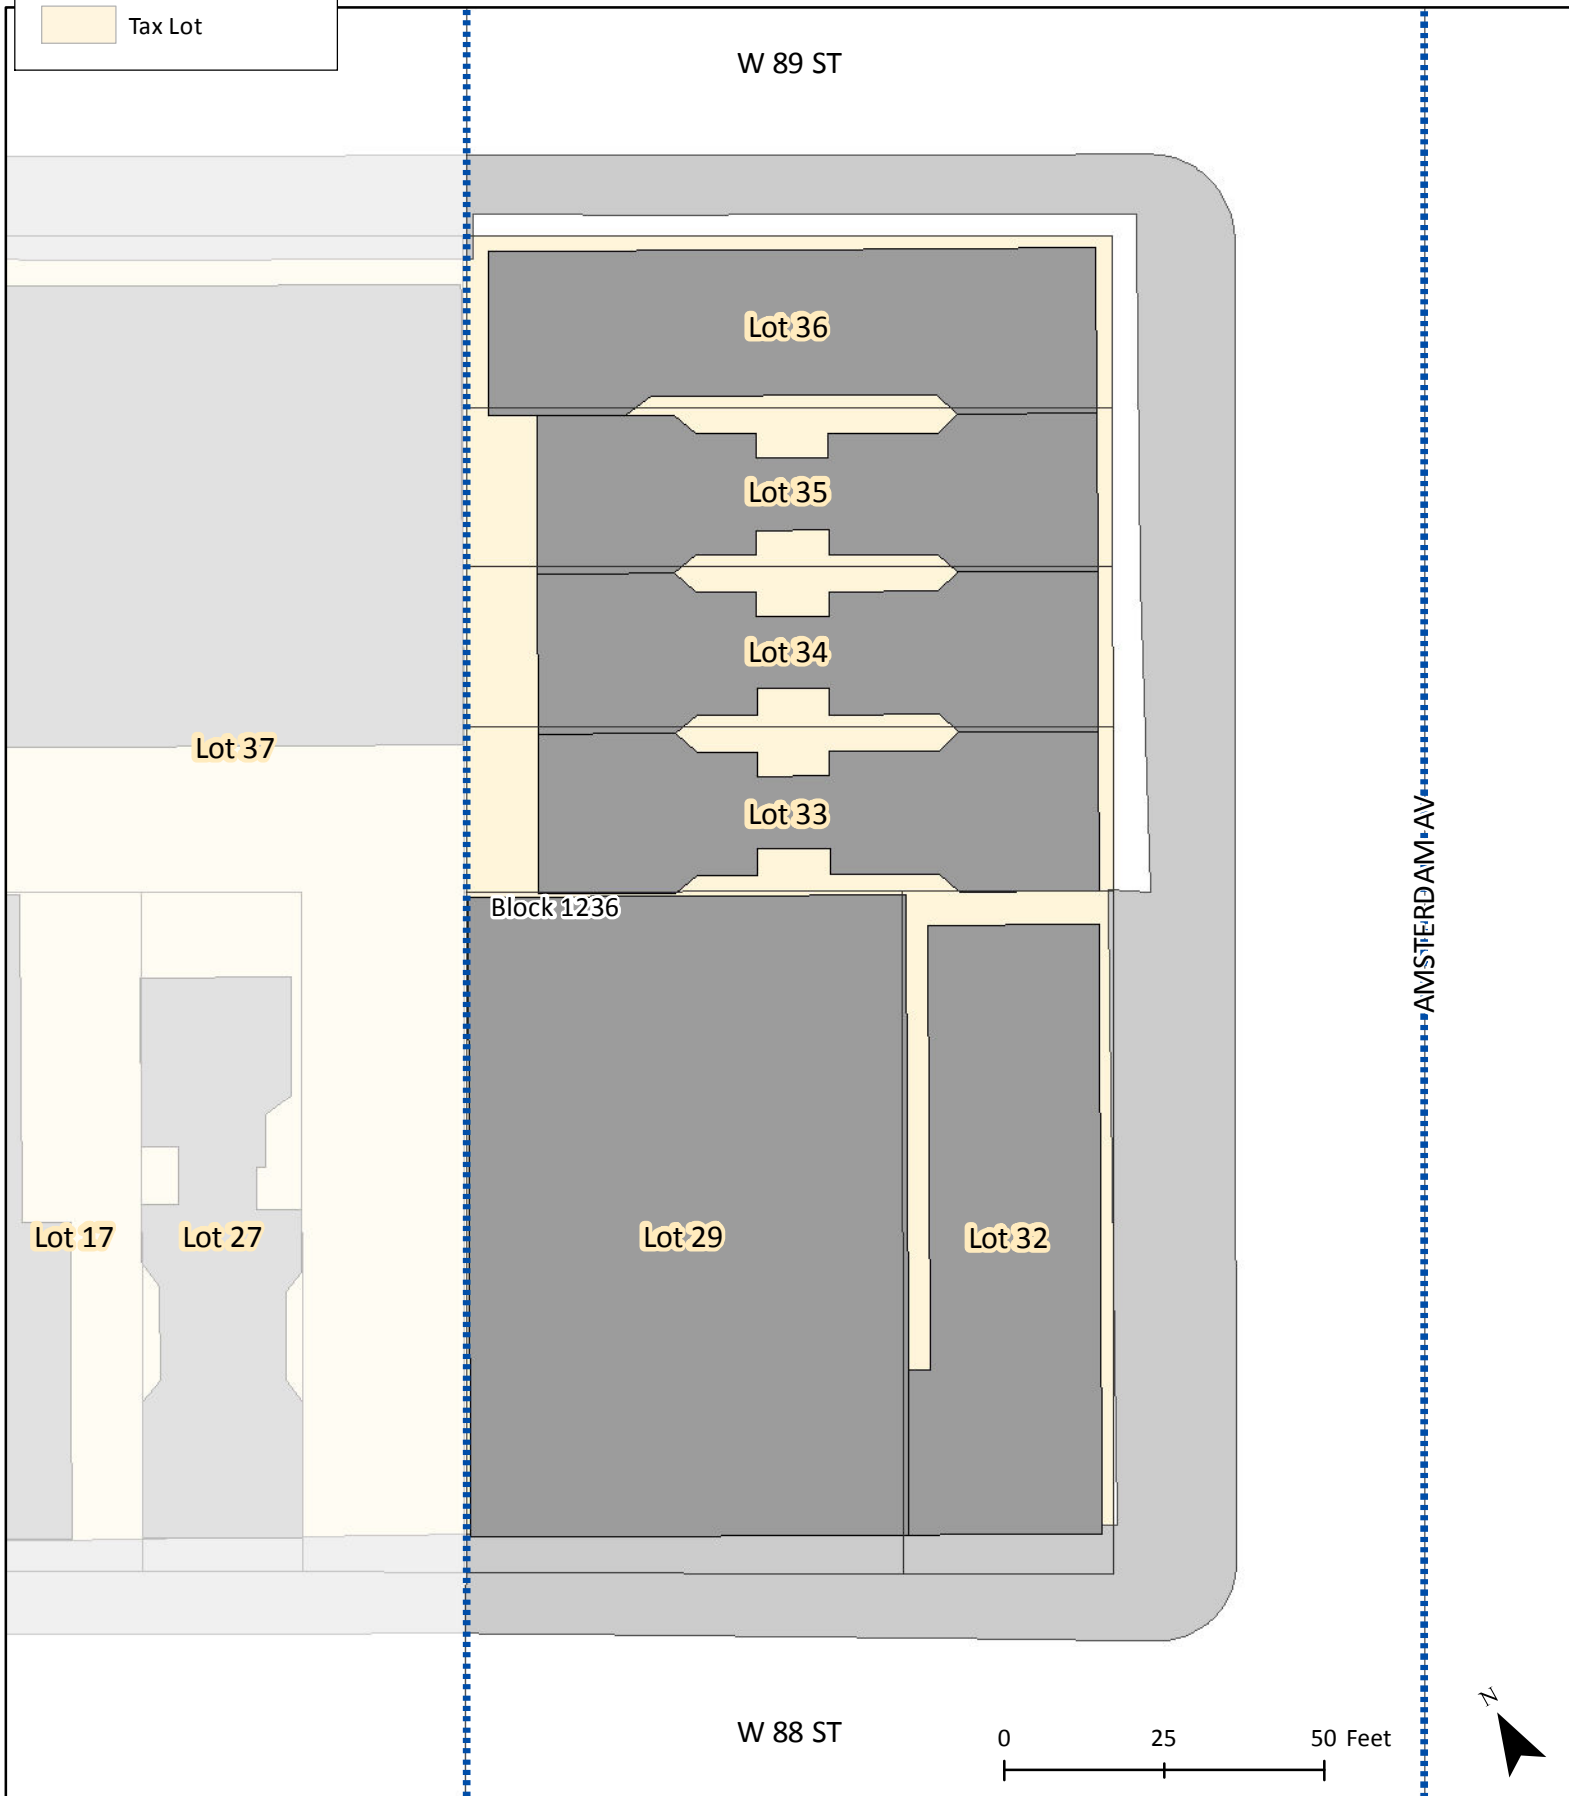 Tax Lot
W 89 ST
Lot 36
Lot 35
Lot 34
Lot 37
Lot 33
AMSTERDAM AV
Block 1236
Lot 17
Lot 27
Lot 29
Lot 32
N
W 88 ST
0 25 50 Feet